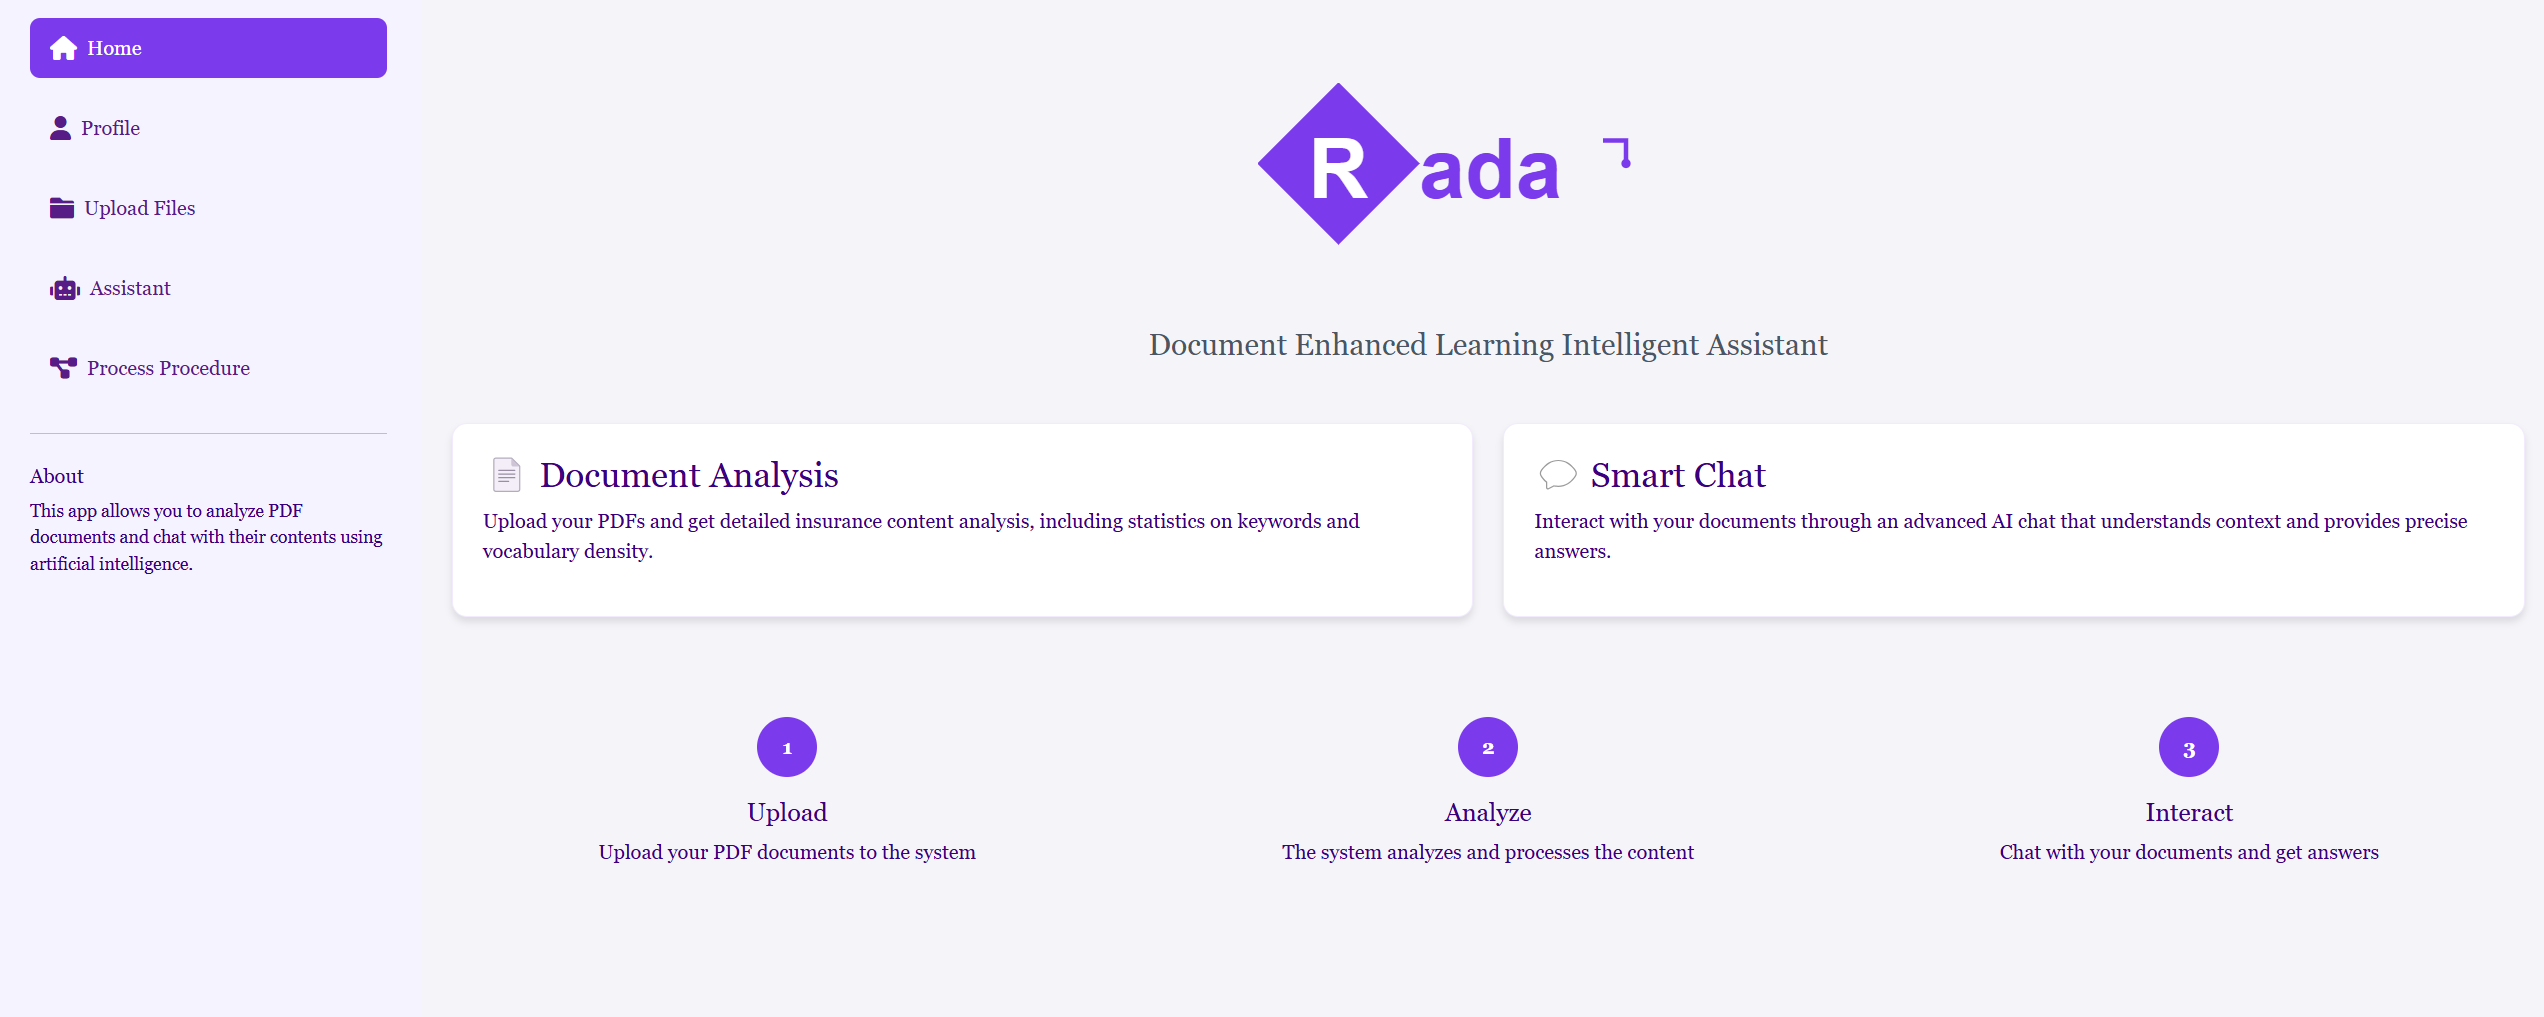 Home
Profile
Upload Files
Assistant
Process Procedure
About
This app allows you to analyze PDF
documents and chat with their contents using
artificial intelligence.
Rada
Document Enhanced Learning Intelligent Assistant
Document Analysis
Upload your PDFs and get detailed insurance content analysis, including statistics on keywords and
vocabulary density.
Smart Chat
Interact with your documents through an advanced AI chat that understands context and provides precise
answers.
1
Upload
Upload your PDF documents to the system
2
Analyze
The system analyzes and processes the content
3
Interact
Chat with your documents and get answers